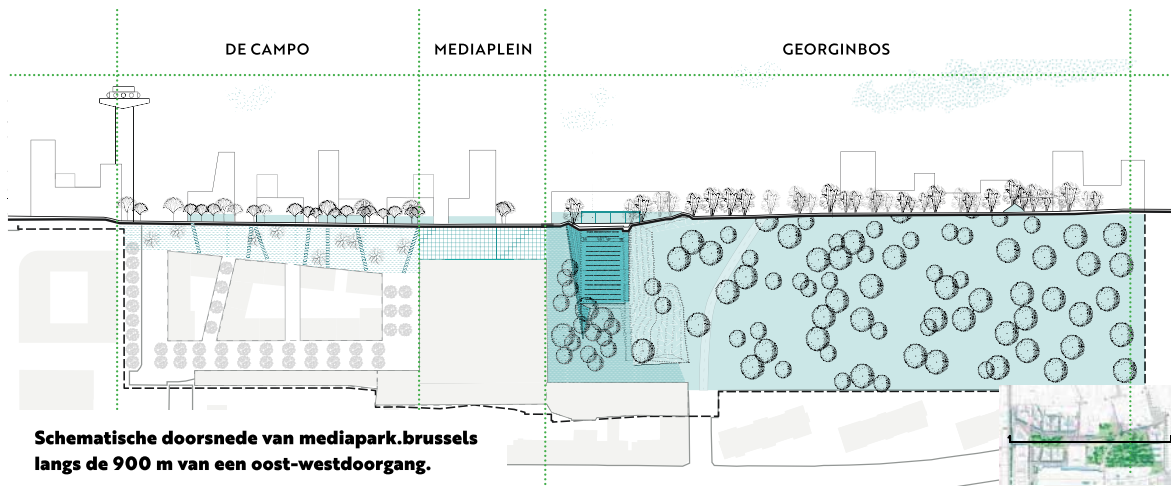 DE CAMPO
MEDIAPLEIN
GEORGINBOS
Schematische doorsnede van mediapark.brussels
langs de 900 m van een oost-westdoorgang.